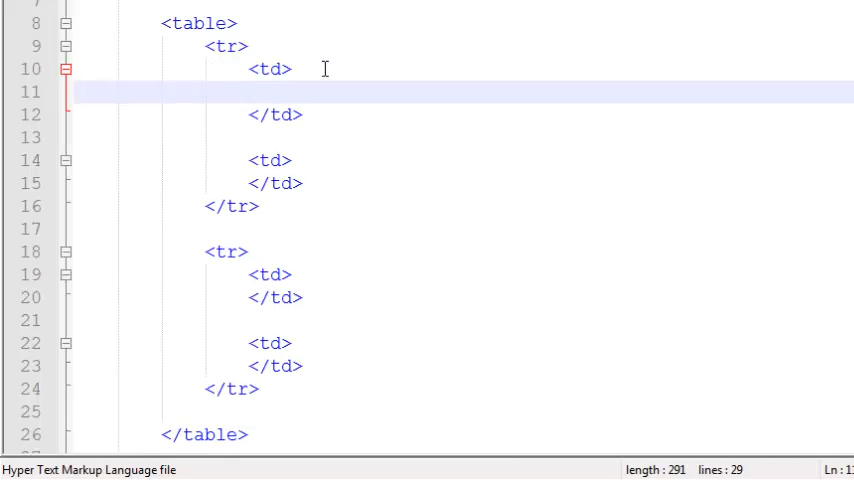 8 <table>
9 <tr>
10 <td>
11
12 </td>
13
14 <td>
15 </td>
16 </tr>
17
18 <tr>
19 <td>
20 </td>
21
22 <td>
23 </td>
24 </tr>
25
26 </table>
Hyper Text Markup Language file length : 291 lines : 29 Ln : 1